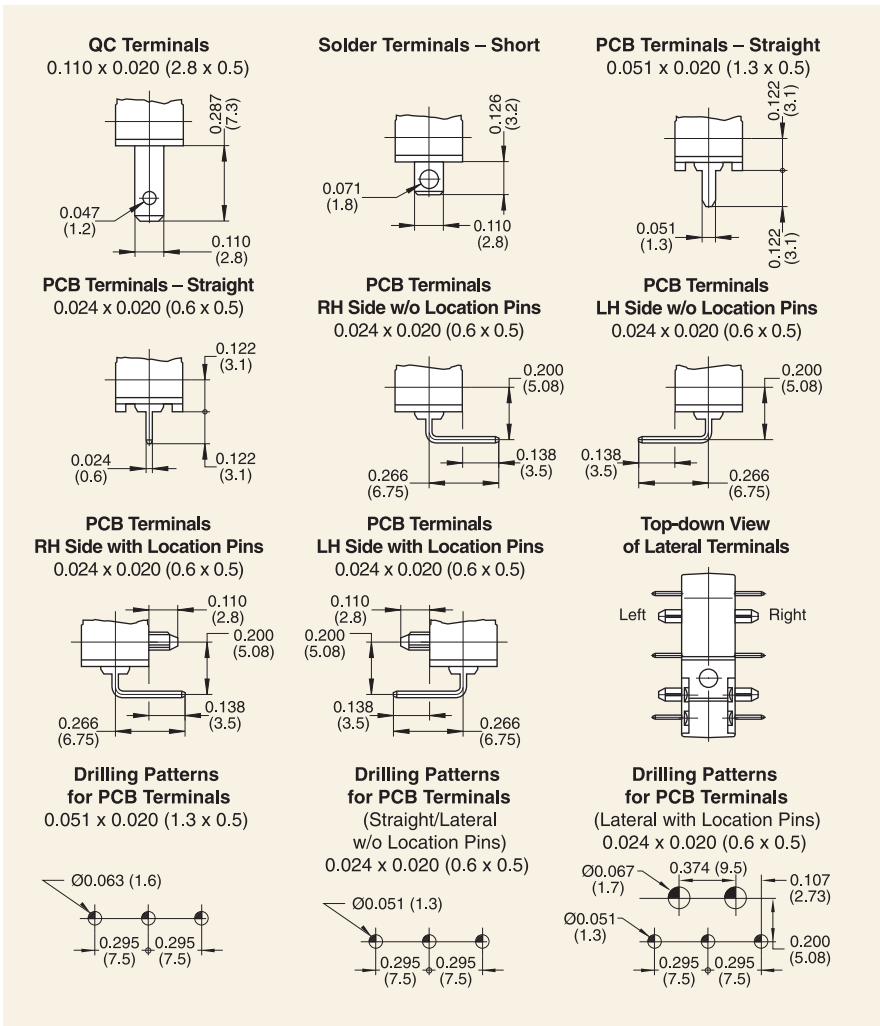 QC Terminals
0.110 x 0.020 (2.8 x 0.5)
0.287
(7.3)
0.047
(1.2)
0.110
(2.8)
Solder Terminals – Short
0.126
(3.2)
0.071
(1.8)
0.110
(2.8)
PCB Terminals – Straight
0.051 x 0.020 (1.3 x 0.5)
0.122
(3.1)
0.051
(1.3)
0.122
(3.1)
PCB Terminals – Straight
0.024 x 0.020 (0.6 x 0.5)
0.122
(3.1)
0.024
(0.6)
0.122
(3.1)
PCB Terminals
RH Side w/o Location Pins
0.024 x 0.020 (0.6 x 0.5)
0.200
(5.08)
0.138
(3.5)
0.266
(6.75)
PCB Terminals
LH Side w/o Location Pins
0.024 x 0.020 (0.6 x 0.5)
0.200
(5.08)
0.138
(3.5)
0.266
(6.75)
PCB Terminals
RH Side with Location Pins
0.024 x 0.020 (0.6 x 0.5)
0.110
(2.8)
0.200
(5.08)
0.138
(3.5)
0.266
(6.75)
PCB Terminals
LH Side with Location Pins
0.024 x 0.020 (0.6 x 0.5)
0.110
(2.8)
0.200
(5.08)
0.138
(3.5)
0.266
(6.75)
Top-down View
of Lateral Terminals
Left
Right
Drilling Patterns
for PCB Terminals
0.051 x 0.020 (1.3 x 0.5)
Ø0.063 (1.6)
0.295 0.295
(7.5) (7.5)
Drilling Patterns
for PCB Terminals
(Straight/Lateral
w/o Location Pins)
0.024 x 0.020 (0.6 x 0.5)
Ø0.051 (1.3)
0.295 0.295
(7.5) (7.5)
Drilling Patterns
for PCB Terminals
(Lateral with Location Pins)
0.024 x 0.020 (0.6 x 0.5)
Ø0.067
(1.7)
0.374 (9.5)
0.107
(2.73)
Ø0.051
(1.3)
0.200
(5.08)
0.295 0.295
(7.5) (7.5)